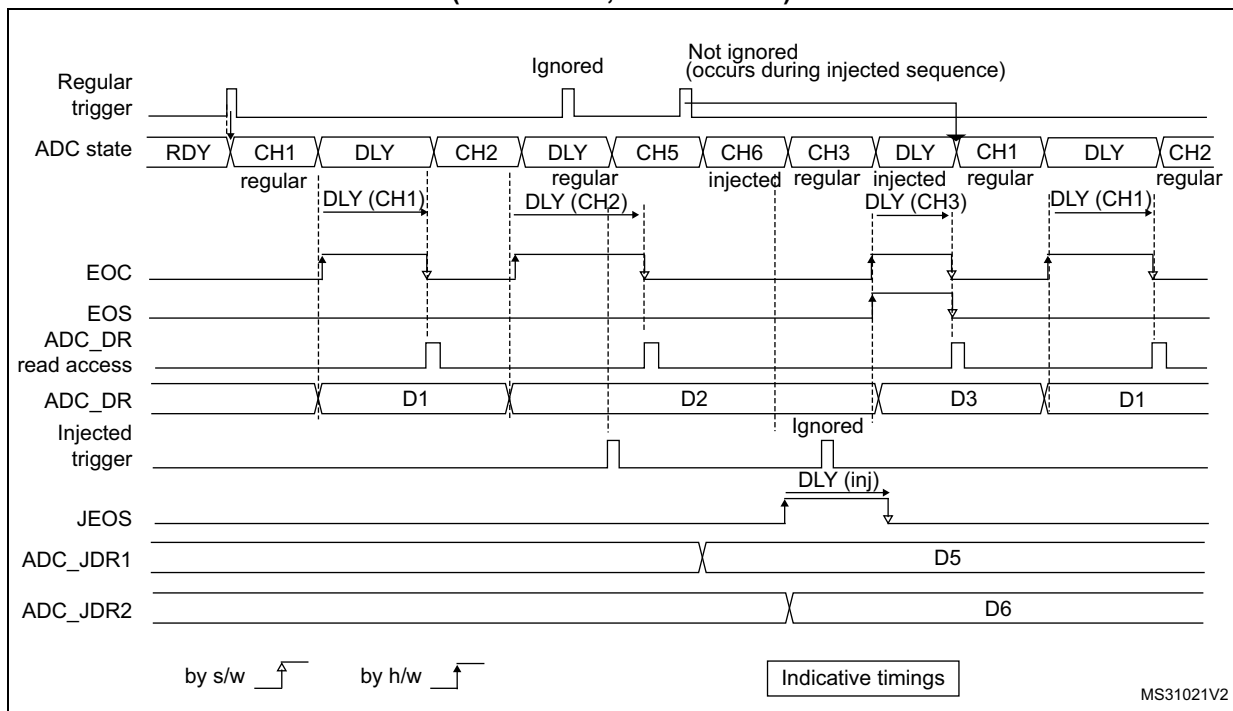 Regular
trigger
Ignored
Not ignored
(occurs during injected sequence)
ADC state
RDY CH1 DLY CH2 DLY CH5 CH6 CH3 DLY CH1 DLY CH2
regular regular injected regular injected regular regular
DLY (CH1) DLY (CH2) DLY (CH3) DLY (CH1)
EOC
EOS
ADC_DR
read access
ADC_DR D1 D2 D3 D1
Injected
trigger
Ignored
DLY (inj)
JEOS
ADC_JDR1 D5
ADC_JDR2 D6
by s/w by h/w Indicative timings
MS31021V2